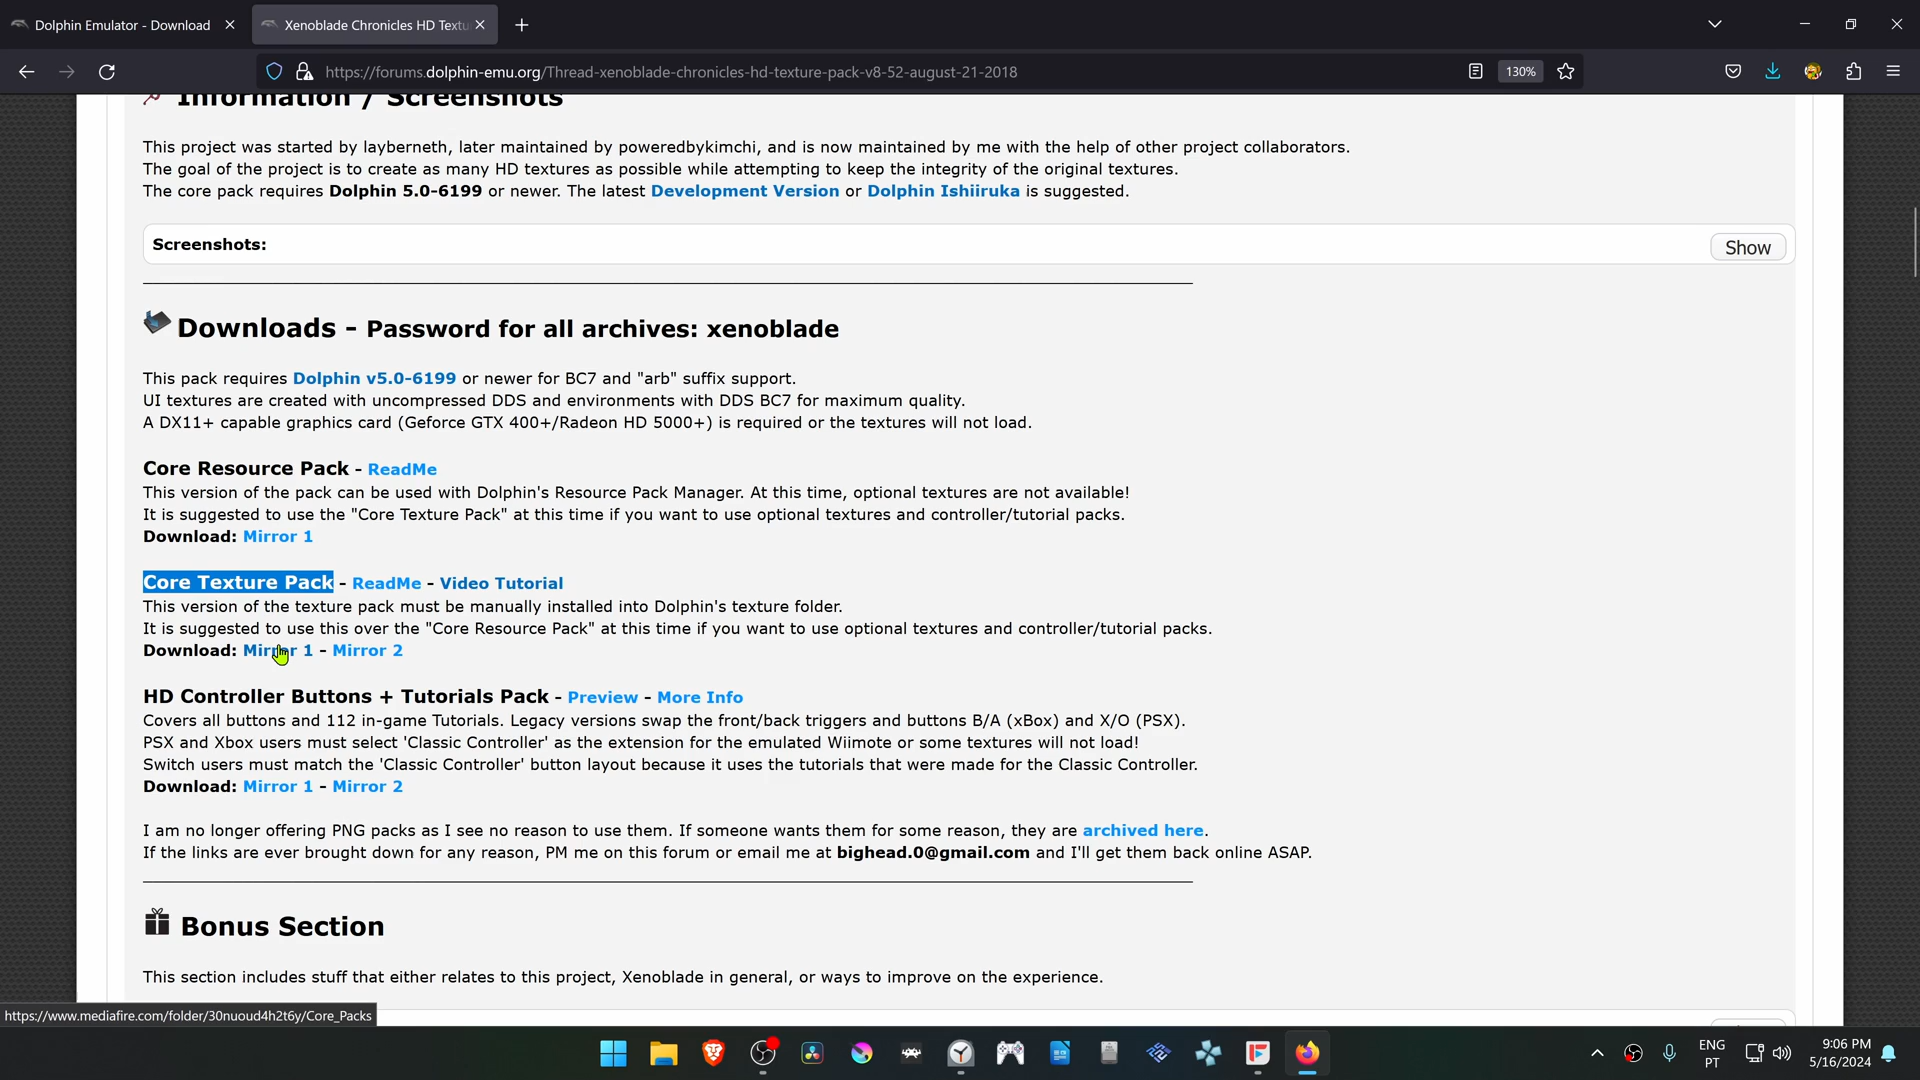 Dolphin Emulator - Download
Xenoblade Chronicles HD Textu
https://forums.dolphin-emu.org/Thread-xenoblade-chronicles-hd-texture-pack-v8-52-august-21-2018
130%
Information / Screenshots
This project was started by layberneth, later maintained by poweredbykimchi, and is now maintained by me with the help of other project collaborators.
The goal of the project is to create as many HD textures as possible while attempting to keep the integrity of the original textures.
The core pack requires Dolphin 5.0-6199 or newer. The latest Development Version or Dolphin Ishiiruka is suggested.
Screenshots:
Show
Downloads - Password for all archives: xenoblade
This pack requires Dolphin v5.0-6199 or newer for BC7 and "arb" suffix support.
UI textures are created with uncompressed DDS and environments with DDS BC7 for maximum quality.
A DX11+ capable graphics card (Geforce GTX 400+/Radeon HD 5000+) is required or the textures will not load.
Core Resource Pack - ReadMe
This version of the pack can be used with Dolphin's Resource Pack Manager. At this time, optional textures are not available!
It is suggested to use the "Core Texture Pack" at this time if you want to use optional textures and controller/tutorial packs.
Download: Mirror 1
Core Texture Pack - ReadMe - Video Tutorial
This version of the texture pack must be manually installed into Dolphin's texture folder.
It is suggested to use this over the "Core Resource Pack" at this time if you want to use optional textures and controller/tutorial packs.
Download: Mirror 1 - Mirror 2
HD Controller Buttons + Tutorials Pack - Preview - More Info
Covers all buttons and 112 in-game Tutorials. Legacy versions swap the front/back triggers and buttons B/A (xBox) and X/O (PSX).
PSX and Xbox users must select 'Classic Controller' as the extension for the emulated Wiimote or some textures will not load!
Switch users must match the 'Classic Controller' button layout because it uses the tutorials that were made for the Classic Controller.
Download: Mirror 1 - Mirror 2
I am no longer offering PNG packs as I see no reason to use them. If someone wants them for some reason, they are archived here.
If the links are ever brought down for any reason, PM me on this forum or email me at bighead.0@gmail.com and I'll get them back online ASAP.
Bonus Section
This section includes stuff that either relates to this project, Xenoblade in general, or ways to improve on the experience.
https://www.mediafire.com/folder/30nuoud4h2t6y/Core_Packs
ENG
PT
9:06 PM
5/16/2024